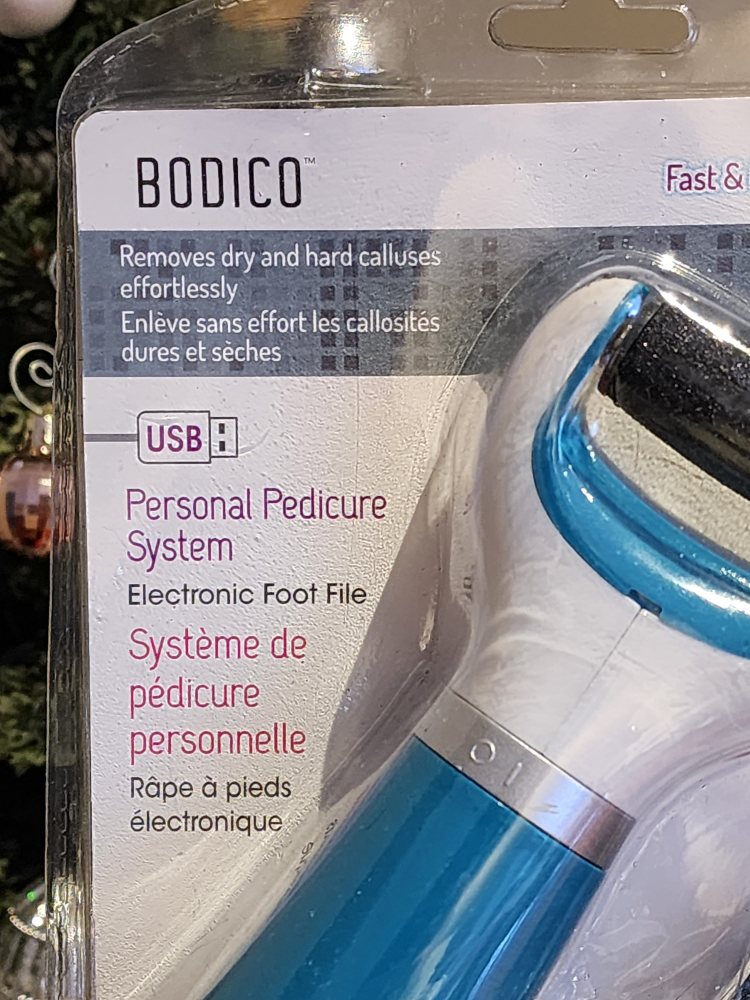 BODICO™
Fast &
Removes dry and hard calluses
effortlessly
Enlève sans effort les callosités
dures et sèches
USB
Personal Pedicure
System
Electronic Foot File
Système de
pédicure
personnelle
Râpe à pieds
électronique
O I